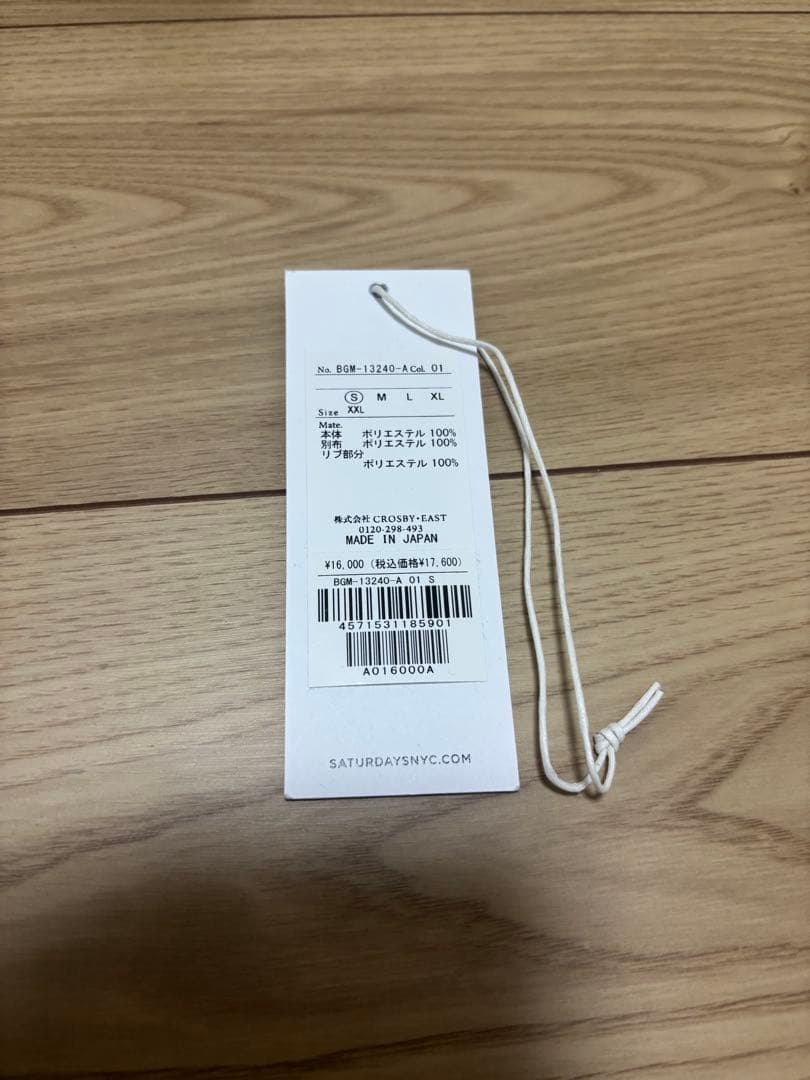 No. BGM-13240-A Col. 01
S M L XL
Size XXL
Mate.
本体 ポリエステル 100%
別布 ポリエステル 100%
リブ部分
ポリエステル 100%
株式会社 CROSBY・EAST
0120-298-493
MADE IN JAPAN
¥16,000 (税込価格¥17,600)
BGM-13240-A 01 S
4571531185901
A016000A
SATURDAYSNYC.COM